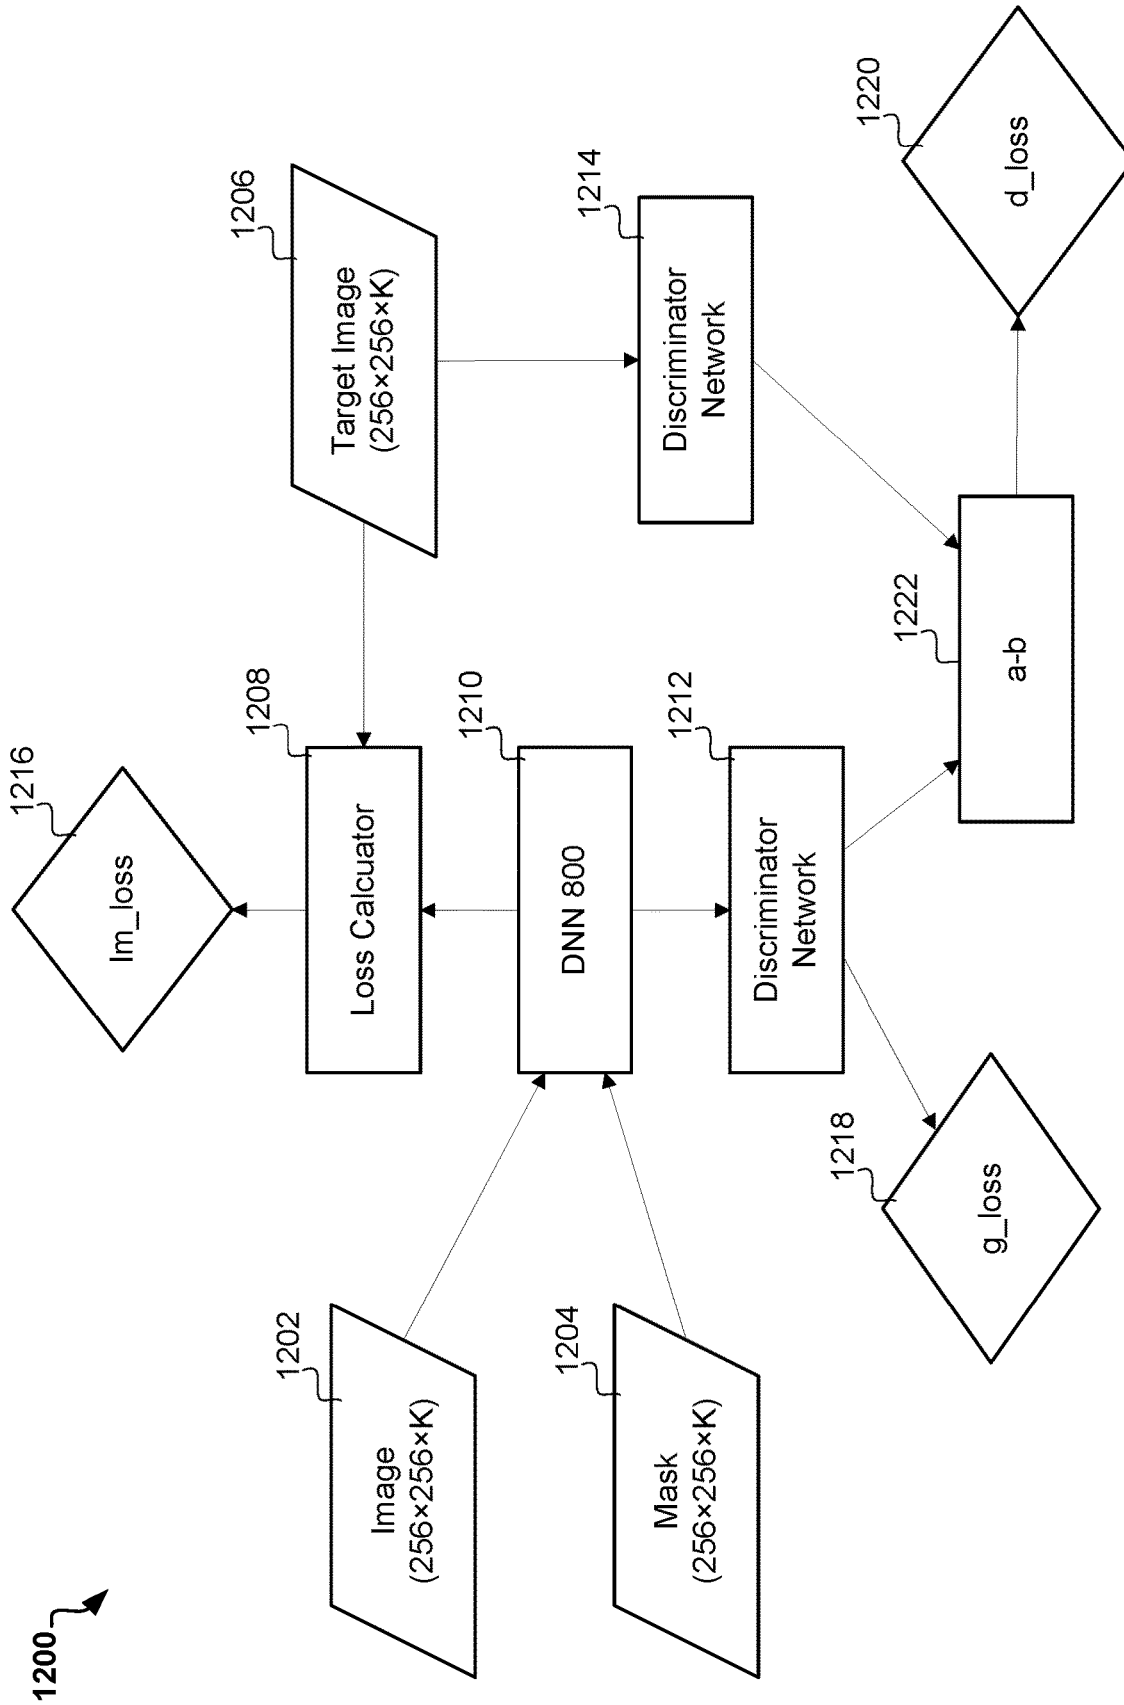 1200
1216
Im_loss
1202
Image
(256×256×K)
1208
Loss Calcuator
1206
Target Image
(256×256×K)
1210
DNN 800
1204
Mask
(256×256×K)
1212
Discriminator
Network
1214
Discriminator
Network
1218
g_loss
1222
a-b
1220
d_loss